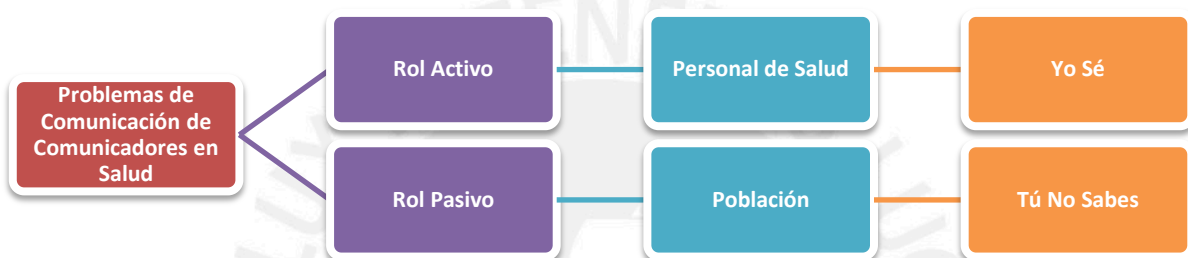 Problemas de
Comunicación de
Comunicadores en
Salud
Rol Activo
Personal de Salud
Yo Sé
Rol Pasivo
Población
Tú No Sabes